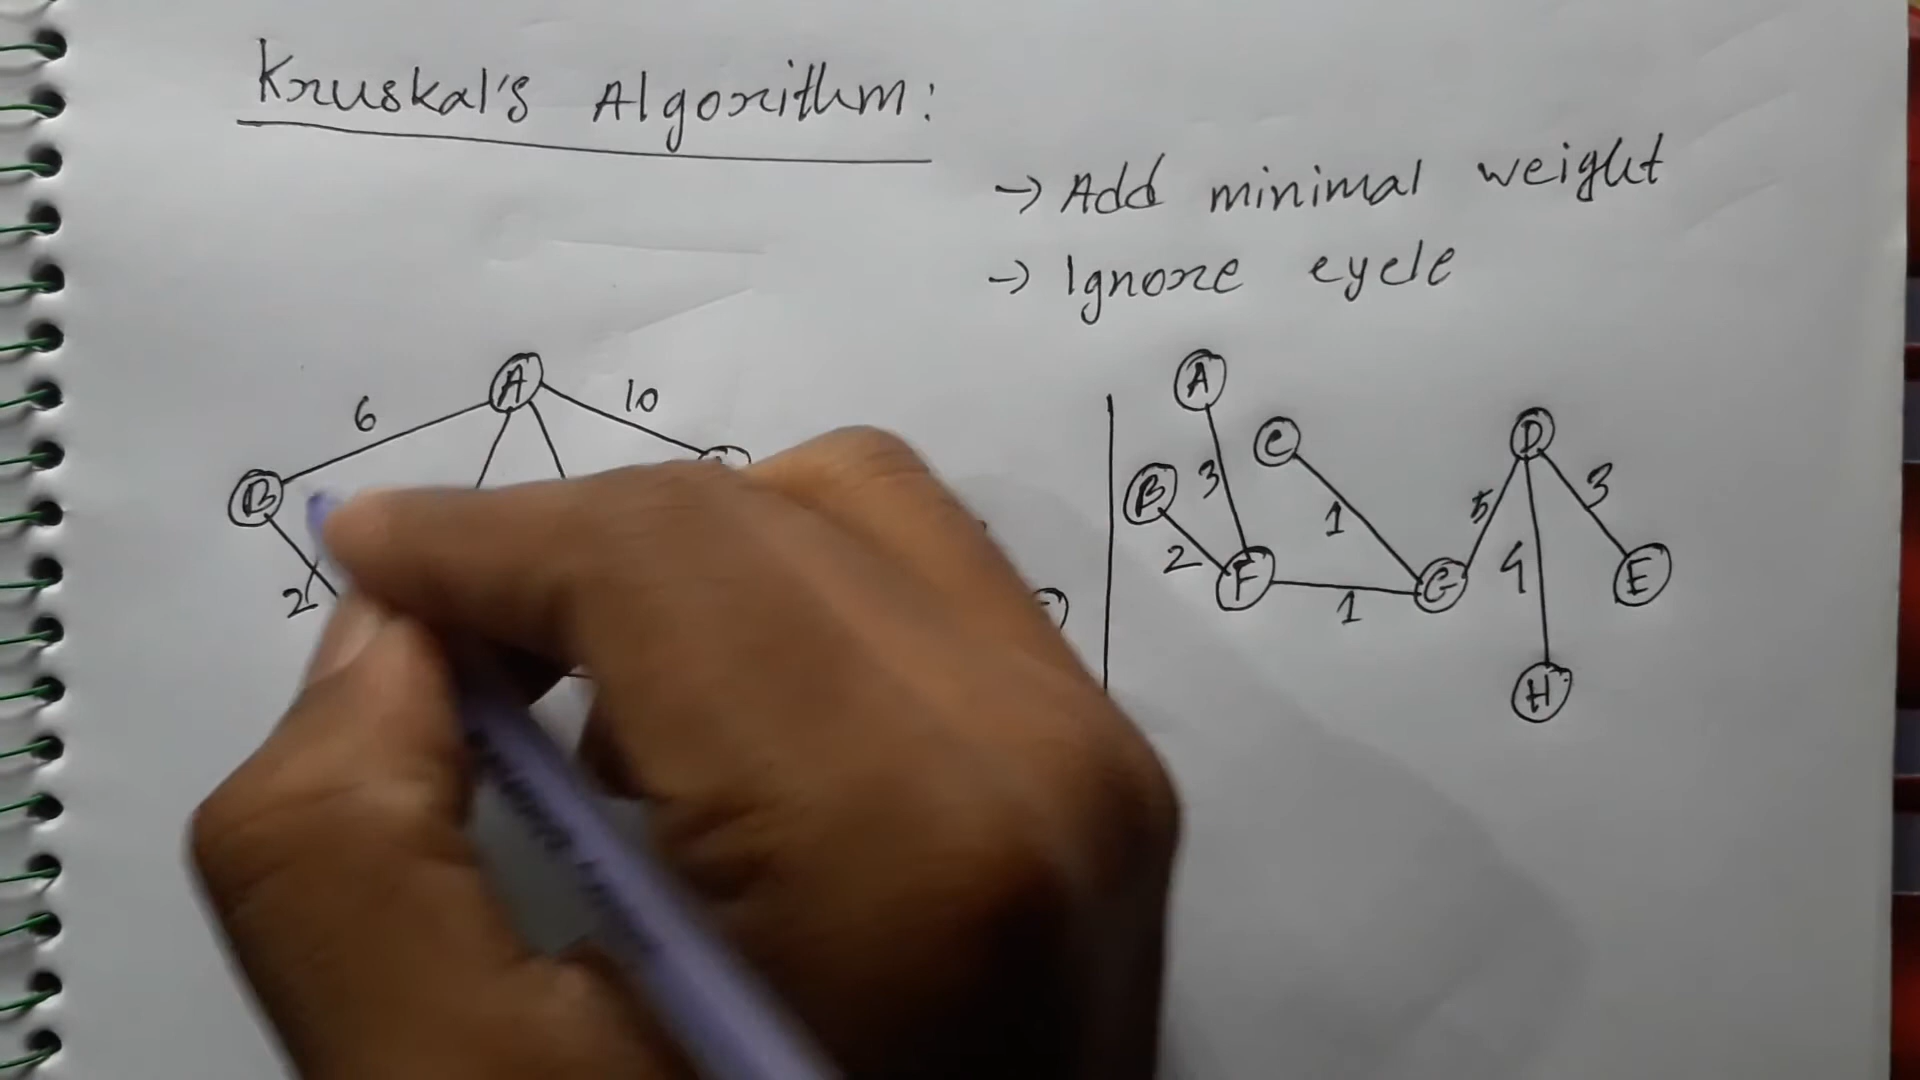 Kruskal's Algorithm:
→ Add minimal weight
→ Ignore cycle
A
6
10
B
2
A
B
C
D
3
2
1
5
4
3
F
G
E
1
H